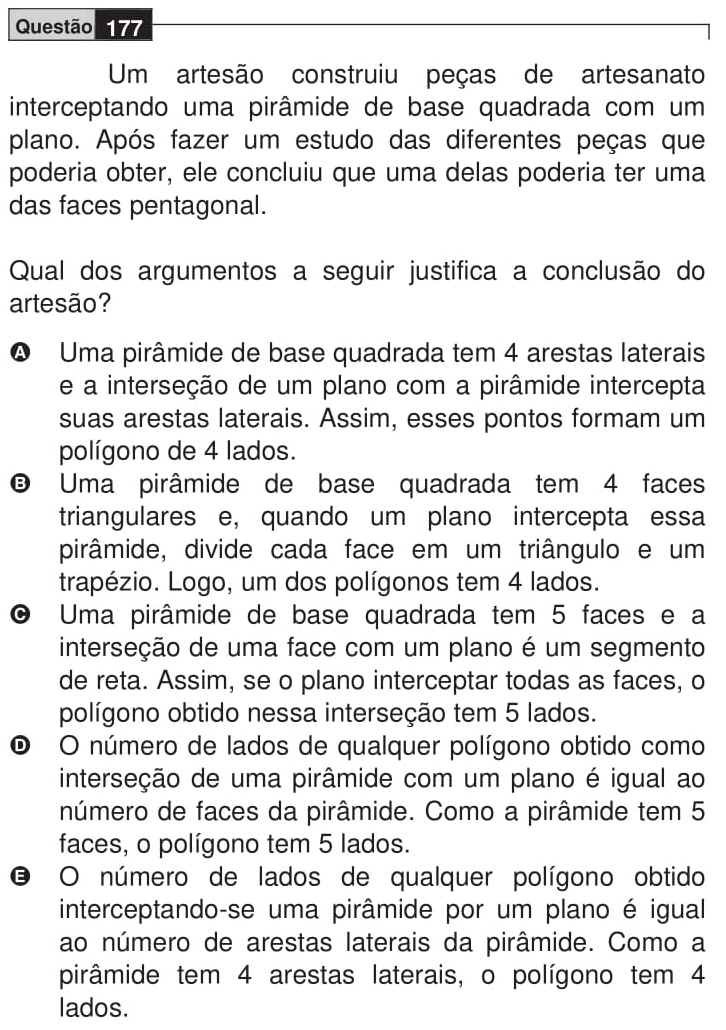 Questão 177
Um artesão construiu peças de artesanato
interceptando uma pirâmide de base quadrada com um
plano. Após fazer um estudo das diferentes peças que
poderia obter, ele concluiu que uma delas poderia ter uma
das faces pentagonal.
Qual dos argumentos a seguir justifica a conclusão do
artesão?
A Uma pirâmide de base quadrada tem 4 arestas laterais
e a interseção de um plano com a pirâmide intercepta
suas arestas laterais. Assim, esses pontos formam um
polígono de 4 lados.
B Uma pirâmide de base quadrada tem 4 faces
triangulares e, quando um plano intercepta essa
pirâmide, divide cada face em um triângulo e um
trapézio. Logo, um dos polígonos tem 4 lados.
C Uma pirâmide de base quadrada tem 5 faces e a
interseção de uma face com um plano é um segmento
de reta. Assim, se o plano interceptar todas as faces, o
polígono obtido nessa interseção tem 5 lados.
D O número de lados de qualquer polígono obtido como
interseção de uma pirâmide com um plano é igual ao
número de faces da pirâmide. Como a pirâmide tem 5
faces, o polígono tem 5 lados.
E O número de lados de qualquer polígono obtido
interceptando-se uma pirâmide por um plano é igual
ao número de arestas laterais da pirâmide. Como a
pirâmide tem 4 arestas laterais, o polígono tem 4
lados.